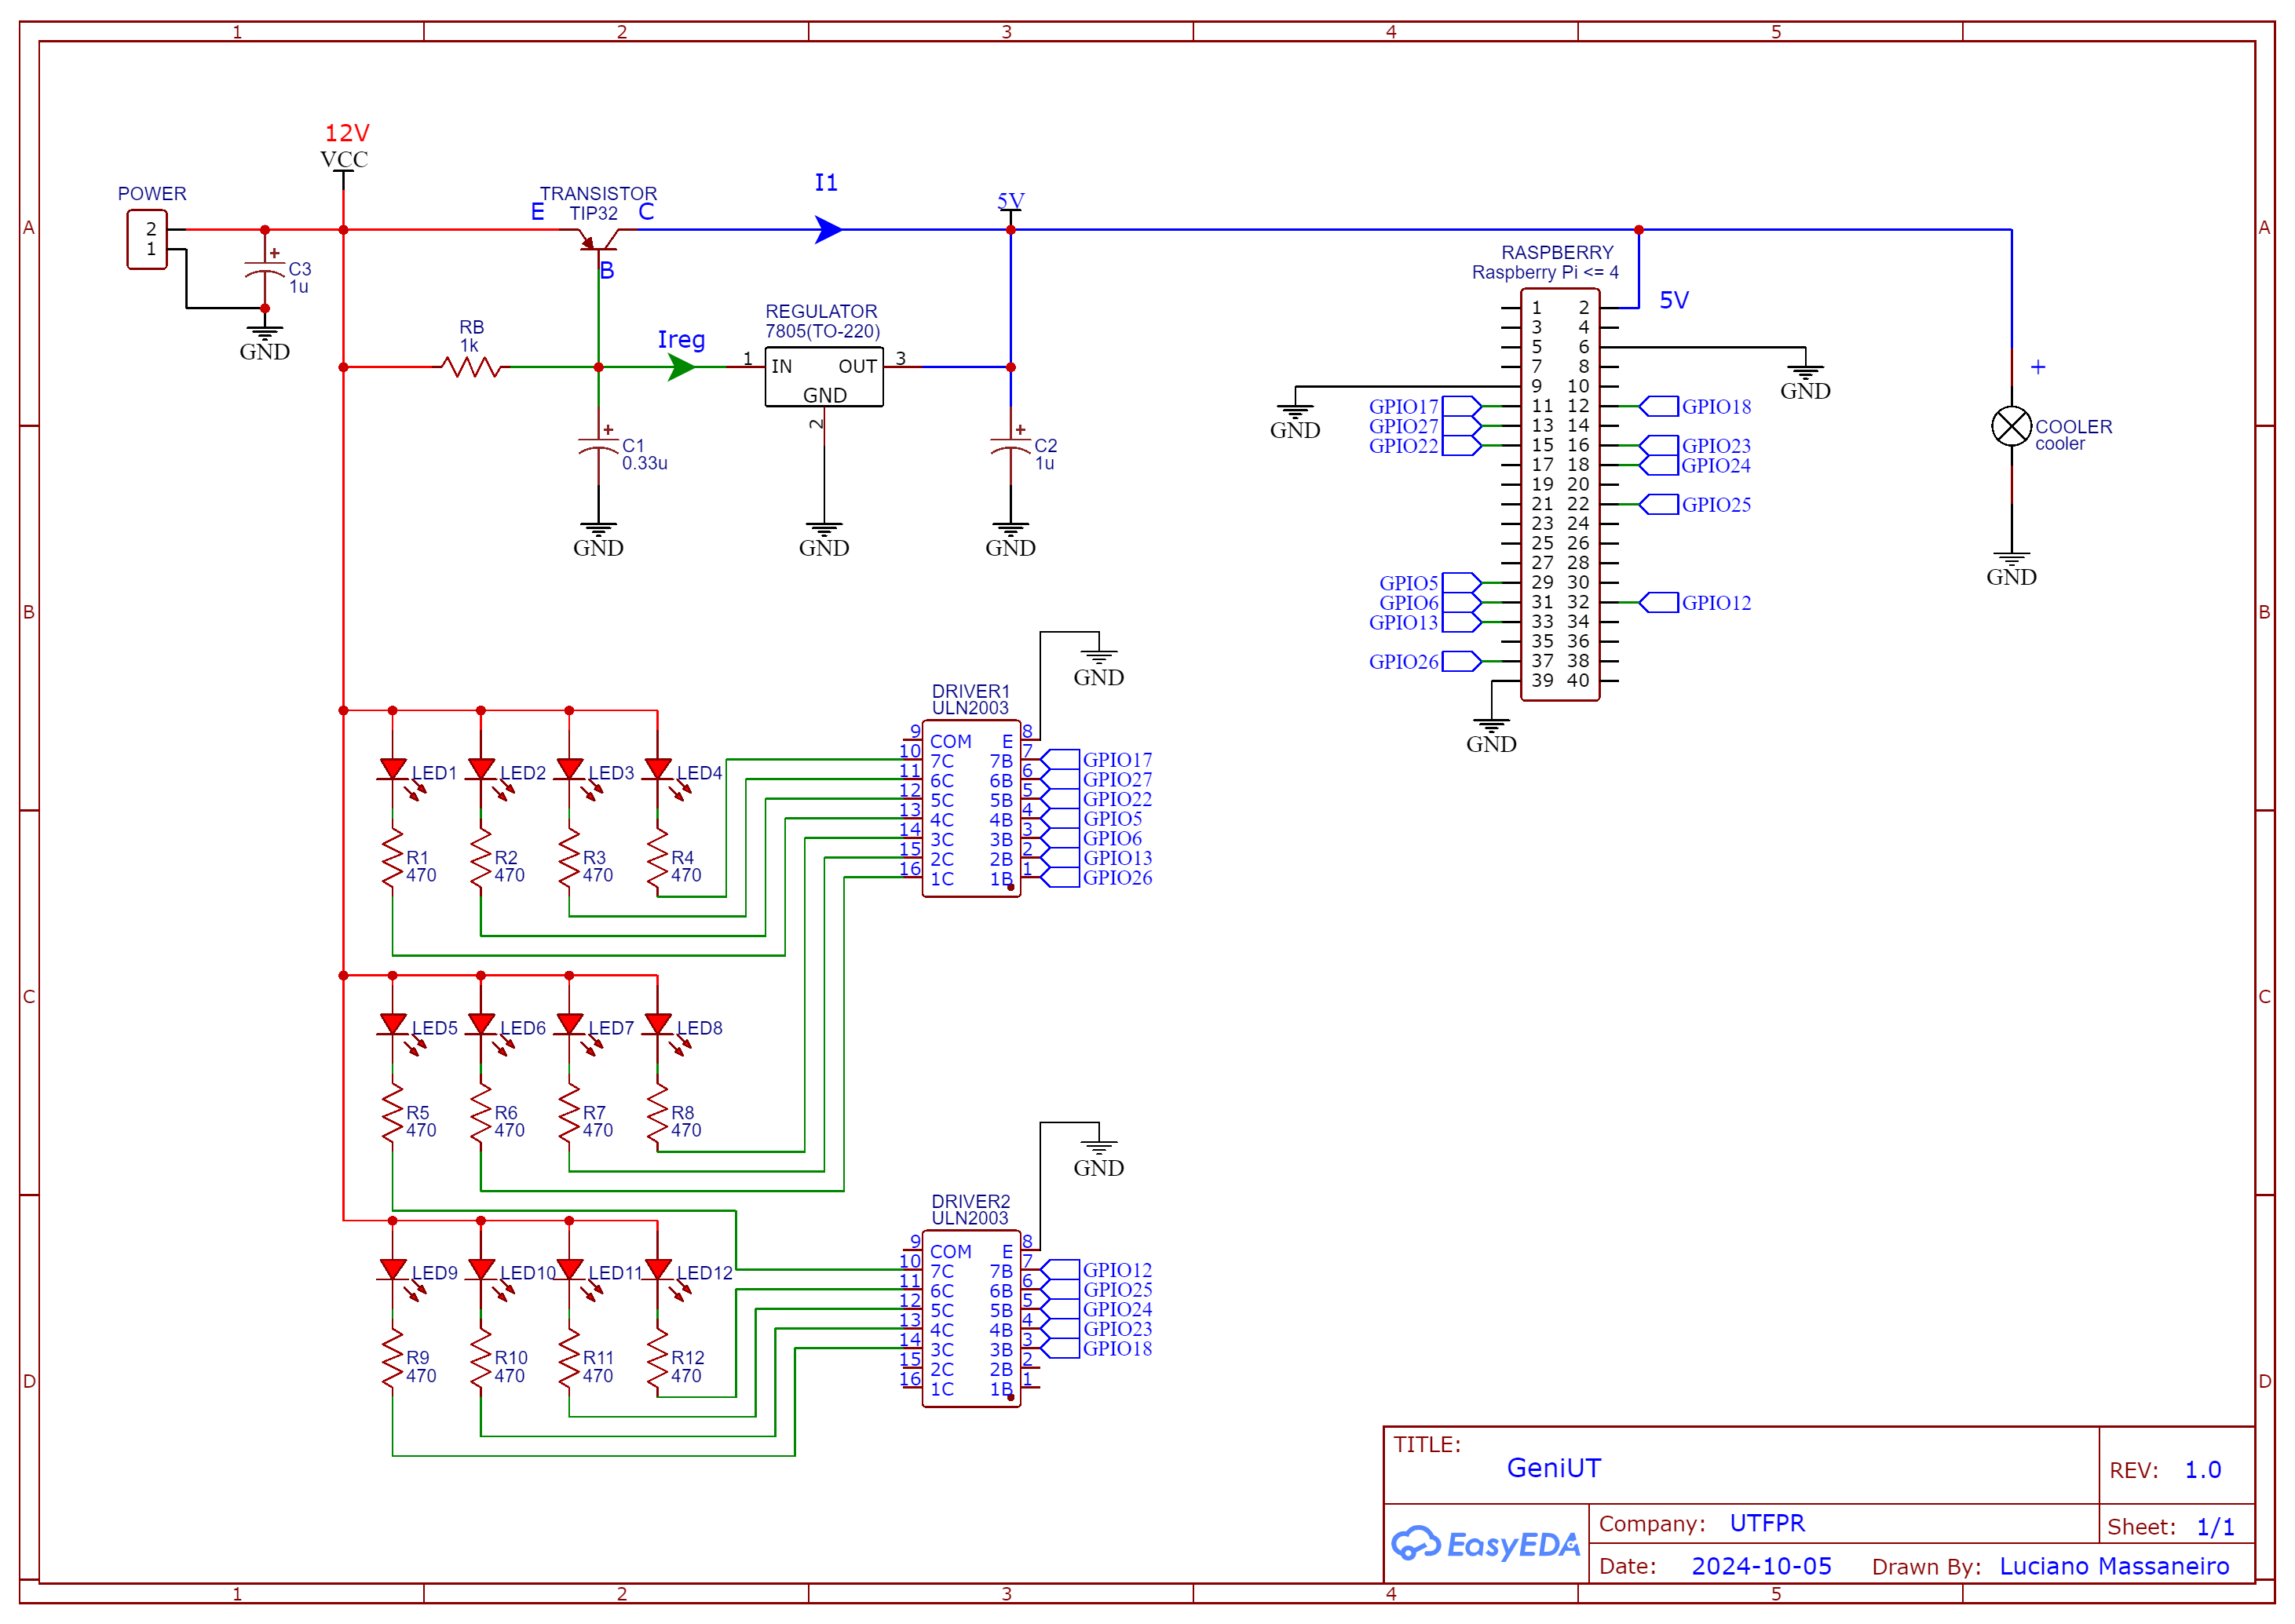 1 2 3 4 5
A
B
C
D
A
B
C
D
12V
VCC
POWER
2
1
C3
1u
GND
TRANSISTOR
TIP32
E
C
B
I1
5V
RB
1k
Ireg
REGULATOR
7805(TO-220)
1
IN
OUT
3
GND
2
C1
0.33u
GND
GND
C2
1u
GND
RASPBERRY
Raspberry Pi <= 4
5V
1 2
3 4
5 6
7 8
9 10
GPIO17 11 12 GPIO18
GPIO27 13 14
GPIO22 15 16 GPIO23
17 18 GPIO24
19 20
21 22 GPIO25
23 24
25 26
27 28
GPIO5 29 30
GPIO6 31 32 GPIO12
GPIO13 33 34
35 36
GPIO26 37 38
39 40
GND
GND
GND
+
COOLER
cooler
GND
LED1 LED2 LED3 LED4
R1 R2 R3 R4
470 470 470 470
DRIVER1
ULN2003
GND
9 COM E 8
10 7C 7B 7 GPIO17
11 6C 6B 6 GPIO27
12 5C 5B 5 GPIO22
13 4C 4B 4 GPIO5
14 3C 3B 3 GPIO6
15 2C 2B 2 GPIO13
16 1C 1B 1 GPIO26
LED5 LED6 LED7 LED8
R5 R6 R7 R8
470 470 470 470
LED9 LED10 LED11 LED12
R9 R10 R11 R12
470 470 470 470
DRIVER2
ULN2003
GND
9 COM E 8
10 7C 7B 7 GPIO12
11 6C 6B 6 GPIO25
12 5C 5B 5 GPIO24
13 4C 4B 4 GPIO23
14 3C 3B 3 GPIO18
15 2C 2B 2
16 1C 1B 1
TITLE:
GeniUT
REV: 1.0
EasyEDA
Company: UTFPR
Sheet: 1/1
Date: 2024-10-05
Drawn By: Luciano Massaneiro
1 2 3 4 5